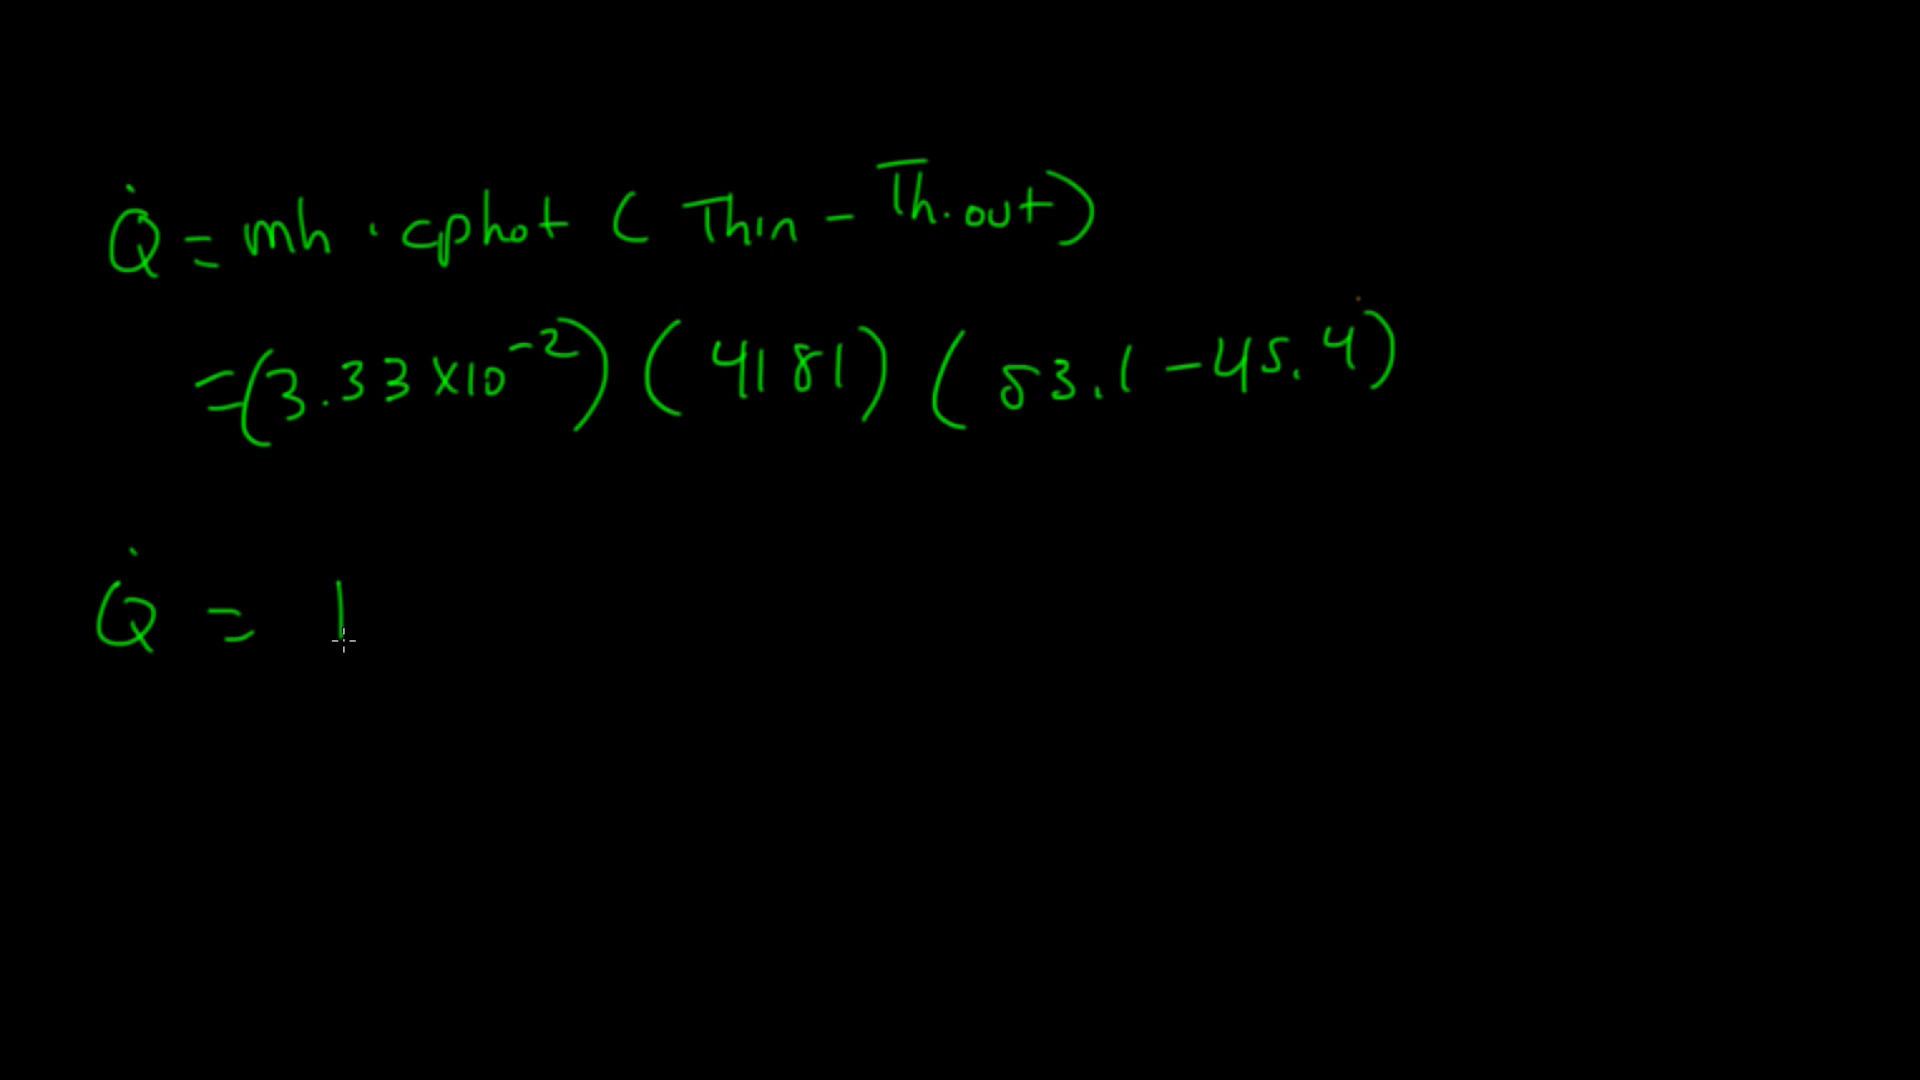 Q̇ = mh · cphot (Thin - Th.out)
= (3.33 x10⁻²) (4181) (53.1 - 45.4)
Q̇ = 1